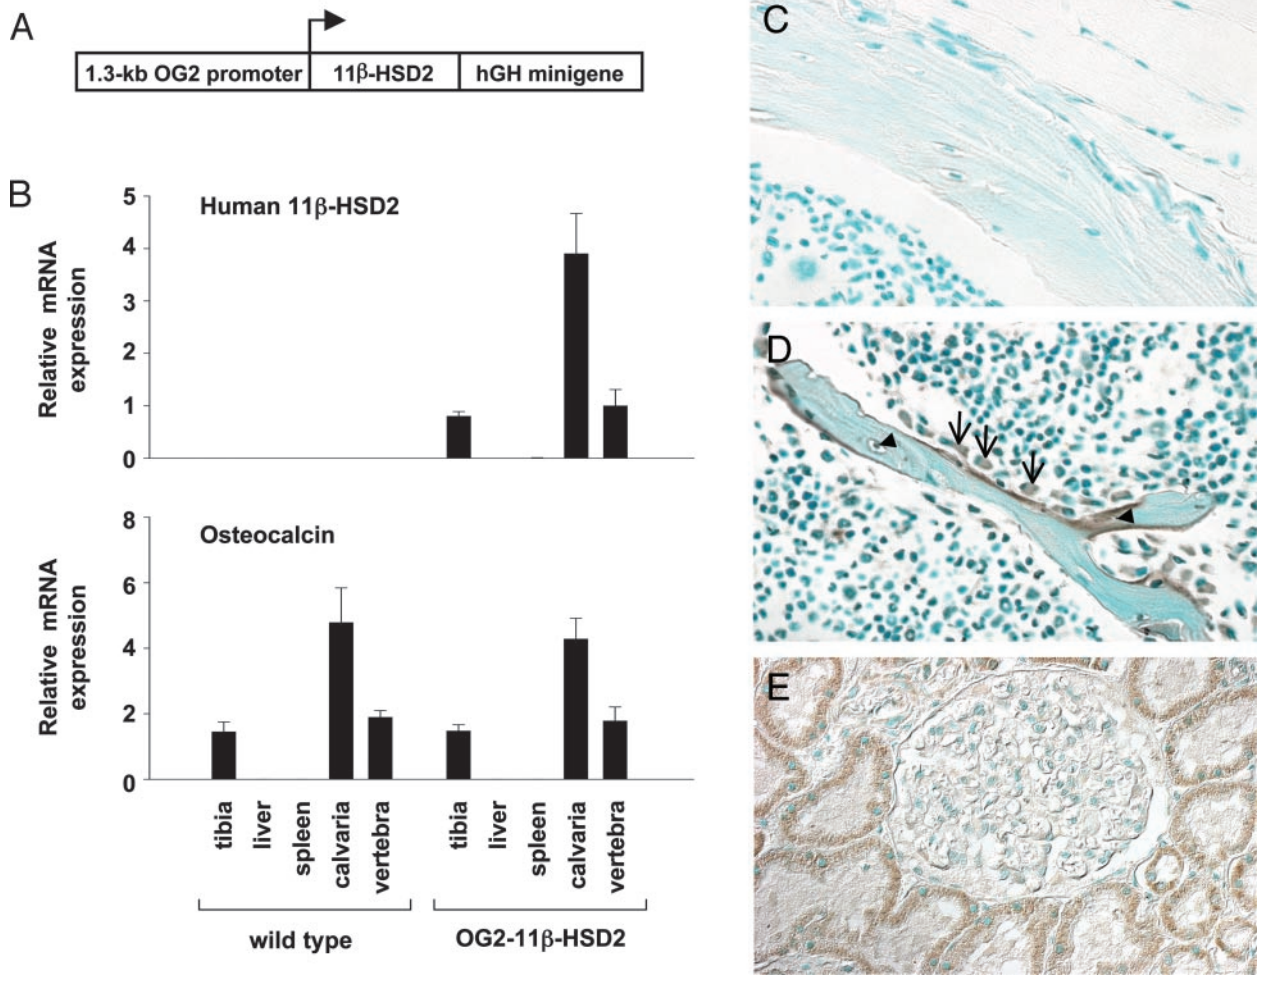 A
1.3-kb OG2 promoter 11β-HSD2 hGH minigene
B
Human 11β-HSD2
Relative mRNA
expression
5
4
3
2
1
0
Osteocalcin
Relative mRNA
expression
8
6
4
2
0
tibia
liver
spleen
calvaria
vertebra
tibia
liver
spleen
calvaria
vertebra
wild type
OG2-11β-HSD2
C
D
E